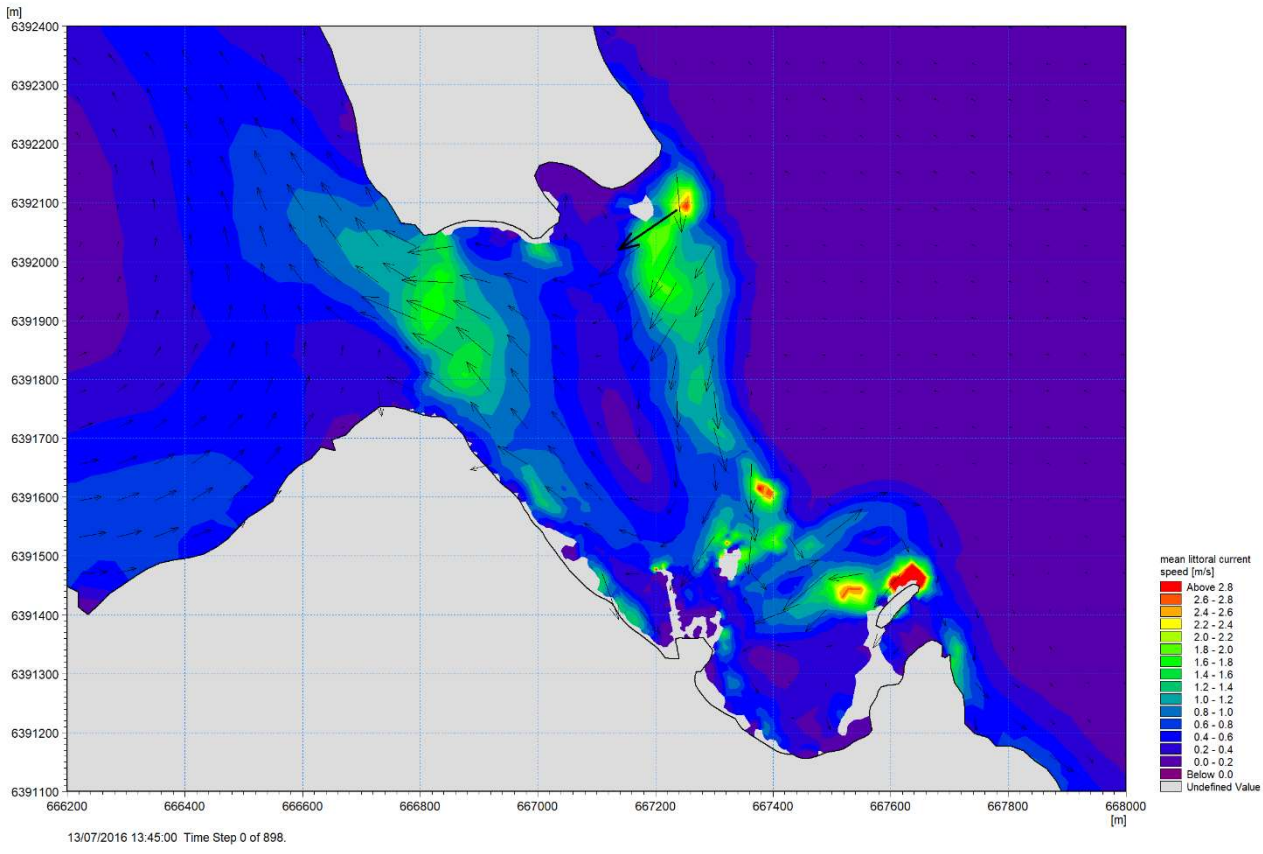 [m]
6392400
6392300
6392200
6392100
6392000
6391900
6391800
6391700
6391600
6391500
6391400
6391300
6391200
6391100
666200 666400 666600 666800 667000 667200 667400 667600 667800 668000
[m]
mean littoral current
speed [m/s]
Above 2.8
2.6 - 2.8
2.4 - 2.6
2.2 - 2.4
2.0 - 2.2
1.8 - 2.0
1.6 - 1.8
1.4 - 1.6
1.2 - 1.4
1.0 - 1.2
0.8 - 1.0
0.6 - 0.8
0.4 - 0.6
0.2 - 0.4
0.0 - 0.2
Below 0.0
Undefined Value
13/07/2016 13:45:00 Time Step 0 of 898.